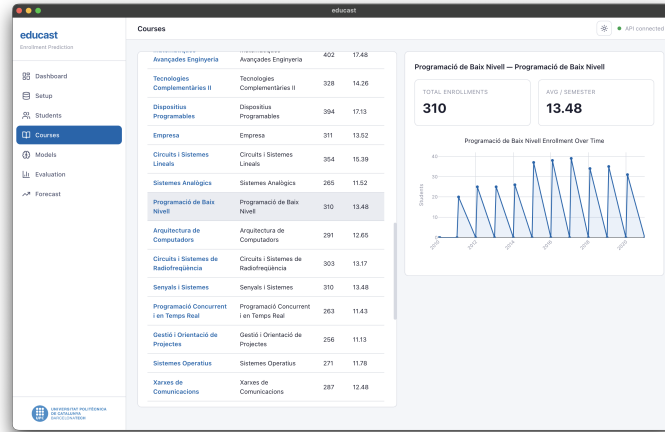 educast
educast
Enrollment Prediction
Courses
API connected
Dashboard
Setup
Students
Courses
Models
Evaluation
Forecast
Avançades Enginyeria
Avançades Enginyeria
402
17.48
Tecnologies
Complementàries II
Tecnologies
Complementàries II
328
14.26
Dispositius
Programables
Dispositius
Programables
394
17.13
Empresa
Empresa
311
13.52
Circuits i Sistemes
Lineals
Circuits i Sistemes
Lineals
354
15.39
Sistemes Analògics
Sistemes Analògics
265
11.52
Programació de Baix
Nivell
Programació de Baix
Nivell
310
13.48
Arquitectura de
Computadors
Arquitectura de
Computadors
291
12.65
Circuits i Sistemes de
Radiofreqüència
Circuits i Sistemes de
Radiofreqüència
303
13.17
Senyals i Sistemes
Senyals i Sistemes
310
13.48
Programació Concurrent
i en Temps Real
Programació Concurrent
i en Temps Real
263
11.43
Gestió i Orientació de
Projectes
Gestió i Orientació de
Projectes
256
11.13
Sistemes Operatius
Sistemes Operatius
271
11.78
Xarxes de
Comunicacions
Xarxes de
Comunicacions
287
12.48
Programació de Baix Nivell — Programació de Baix Nivell
TOTAL ENROLLMENTS
310
AVG / SEMESTER
13.48
Programació de Baix Nivell Enrollment Over Time
Students
40
30
20
10
0
2010
2012
2014
2016
2018
2020
UPC
UNIVERSITAT POLITÈCNICA
DE CATALUNYA
BARCELONATECH